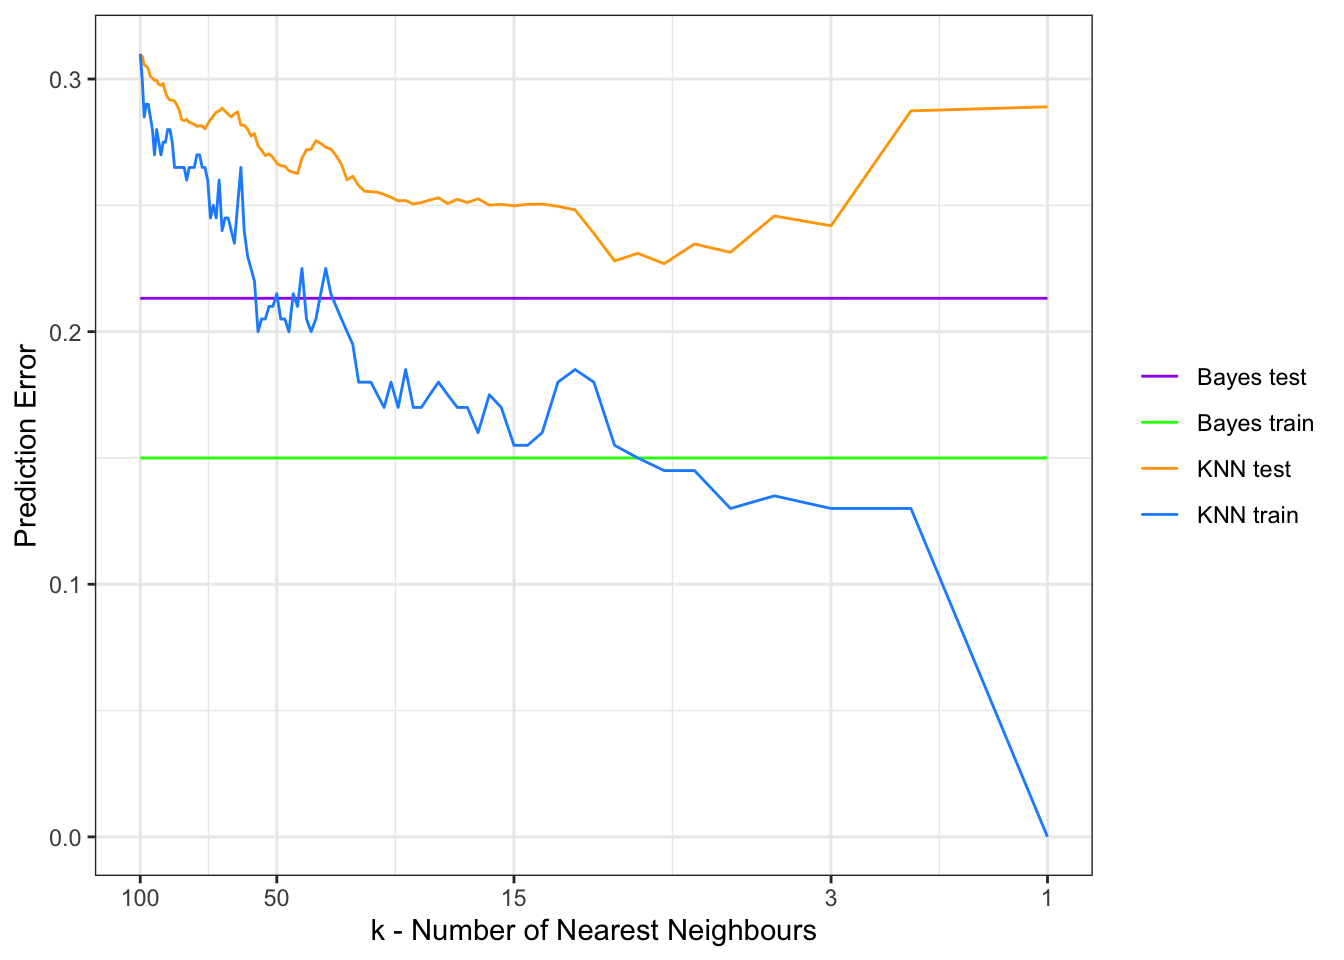 0.3
0.2
0.1
0.0
Prediction Error
100 50 15 3 1
k - Number of Nearest Neighbours
Bayes test
Bayes train
KNN test
KNN train